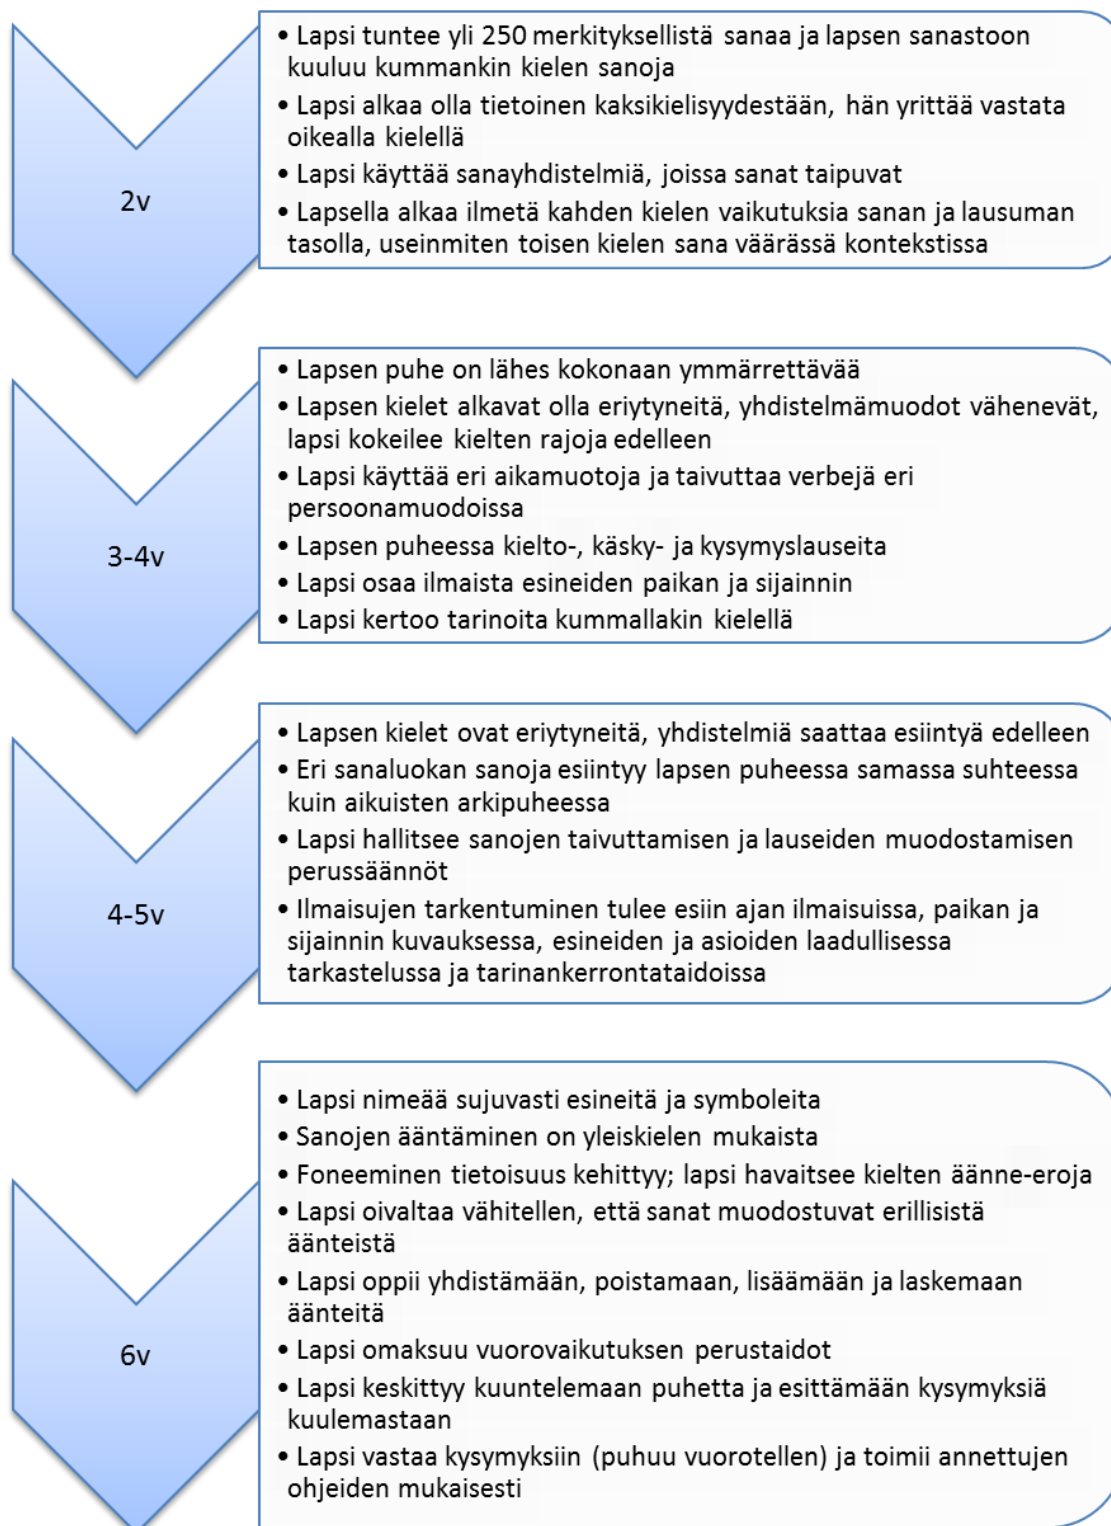 • Lapsi tuntee yli 250 merkityksellistä sanaa ja lapsen sanastoon
kuuluu kummankin kielen sanoja
• Lapsi alkaa olla tietoinen kaksikielisyydestään, hän yrittää vastata
oikealla kielellä
• Lapsi käyttää sanayhdistelmiä, joissa sanat taipuvat
• Lapsella alkaa ilmetä kahden kielen vaikutuksia sanan ja lausuman
tasolla, useinmiten toisen kielen sana väärässä kontekstissa
2v
• Lapsen puhe on lähes kokonaan ymmärrettävää
• Lapsen kielet alkavat olla eriytyneitä, yhdistelmämuodot vähenevät,
lapsi kokeilee kielten rajoja edelleen
• Lapsi käyttää eri aikamuotoja ja taivuttaa verbejä eri
persoonamuodoissa
• Lapsen puheessa kielto-, käsky- ja kysymyslauseita
• Lapsi osaa ilmaista esineiden paikan ja sijainnin
• Lapsi kertoo tarinoita kummallakin kielellä
3-4v
• Lapsen kielet ovat eriytyneitä, yhdistelmiä saattaa esiintyä edelleen
• Eri sanaluokan sanoja esiintyy lapsen puheessa samassa suhteessa
kuin aikuisten arkipuheessa
• Lapsi hallitsee sanojen taivuttamisen ja lauseiden muodostamisen
perussäännöt
• Ilmaisujen tarkentuminen tulee esiin ajan ilmaisuissa, paikan ja
sijainnin kuvauksessa, esineiden ja asioiden laadullisessa
tarkastelussa ja tarinankerrontataidoissa
4-5v
• Lapsi nimeää sujuvasti esineitä ja symboleita
• Sanojen ääntäminen on yleiskielen mukaista
• Foneeminen tietoisuus kehittyy; lapsi havaitsee kielten äänne-eroja
• Lapsi oivaltaa vähitellen, että sanat muodostuvat erillisistä
äänteistä
• Lapsi oppii yhdistämään, poistamaan, lisäämään ja laskemaan
äänteitä
• Lapsi omaksuu vuorovaikutuksen perustaidot
• Lapsi keskittyy kuuntelemaan puhetta ja esittämään kysymyksiä
kuulemastaan
• Lapsi vastaa kysymyksiin (puhuu vuorotellen) ja toimii annettujen
ohjeiden mukaisesti
6v